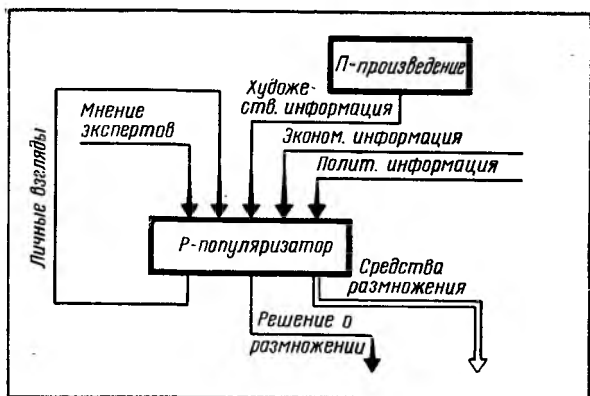 П-произведение
Художе-
ств. информация
Мнение
экспертов
Эконом. информация
Полит. информация
Личные взгляды
Р-популяризатор
Средства
размножения
Решение о
размножении